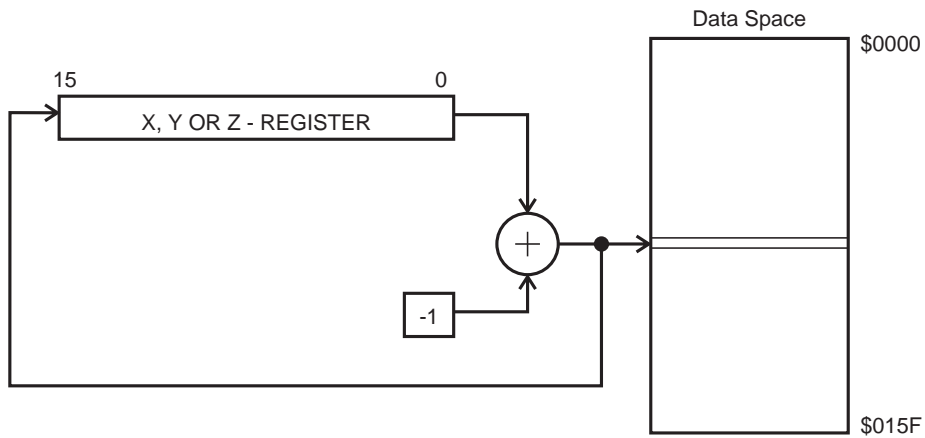 Data Space
$0000
15
0
X, Y OR Z - REGISTER
+
-1
$015F